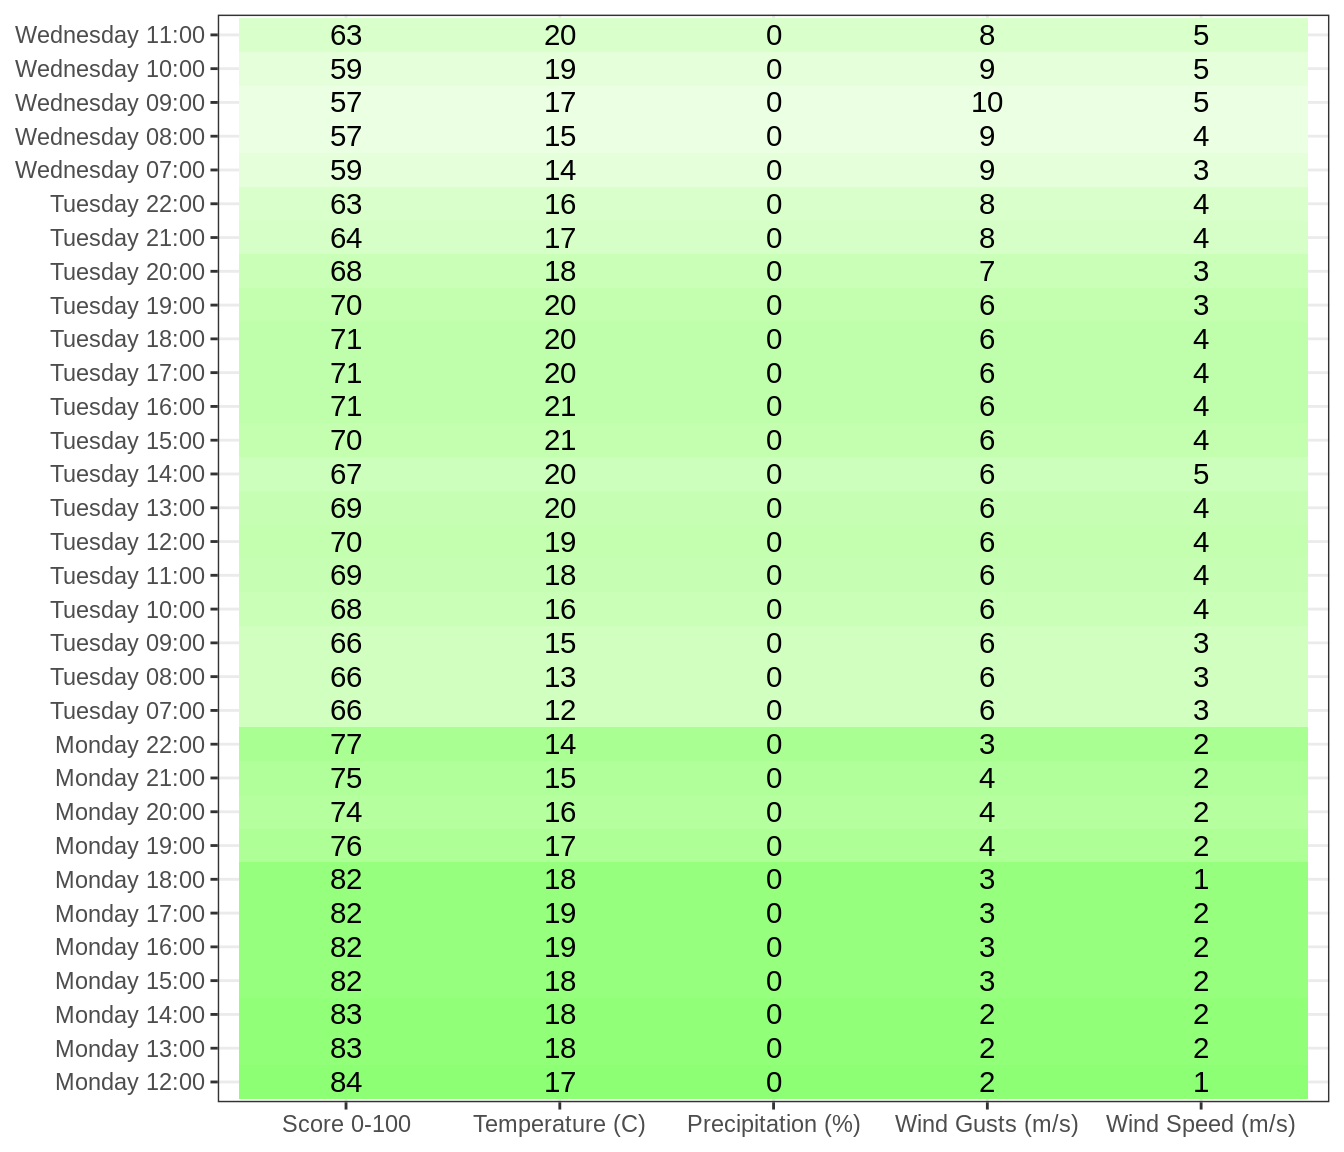 Wednesday 11:00 63 20 0 8 5
Wednesday 10:00 59 19 0 9 5
Wednesday 09:00 57 17 0 10 5
Wednesday 08:00 57 15 0 9 4
Wednesday 07:00 59 14 0 9 3
Tuesday 22:00 63 16 0 8 4
Tuesday 21:00 64 17 0 8 4
Tuesday 20:00 68 18 0 7 3
Tuesday 19:00 70 20 0 6 3
Tuesday 18:00 71 20 0 6 4
Tuesday 17:00 71 20 0 6 4
Tuesday 16:00 71 21 0 6 4
Tuesday 15:00 70 21 0 6 4
Tuesday 14:00 67 20 0 6 5
Tuesday 13:00 69 20 0 6 4
Tuesday 12:00 70 19 0 6 4
Tuesday 11:00 69 18 0 6 4
Tuesday 10:00 68 16 0 6 4
Tuesday 09:00 66 15 0 6 3
Tuesday 08:00 66 13 0 6 3
Tuesday 07:00 66 12 0 6 3
Monday 22:00 77 14 0 3 2
Monday 21:00 75 15 0 4 2
Monday 20:00 74 16 0 4 2
Monday 19:00 76 17 0 4 2
Monday 18:00 82 18 0 3 1
Monday 17:00 82 19 0 3 2
Monday 16:00 82 19 0 3 2
Monday 15:00 82 18 0 3 2
Monday 14:00 83 18 0 2 2
Monday 13:00 83 18 0 2 2
Monday 12:00 84 17 0 2 1
Score 0-100 Temperature (C) Precipitation (%) Wind Gusts (m/s) Wind Speed (m/s)